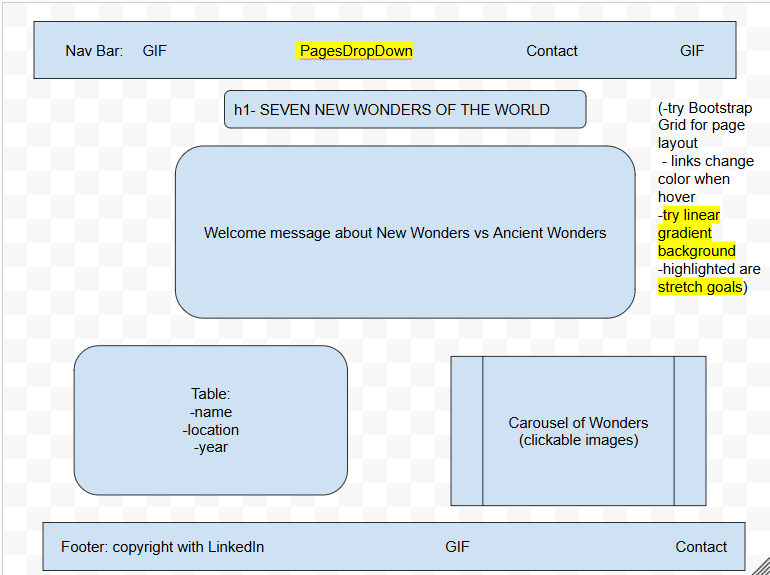 Nav Bar: GIF PagesDropDown Contact GIF
h1- SEVEN NEW WONDERS OF THE WORLD
(-try Bootstrap
Grid for page
layout
- links change
color when
hover
-try linear
gradient
background
-highlighted are
stretch goals)
Welcome message about New Wonders vs Ancient Wonders
Table:
-name
-location
-year
Carousel of Wonders
(clickable images)
Footer: copyright with LinkedIn GIF Contact